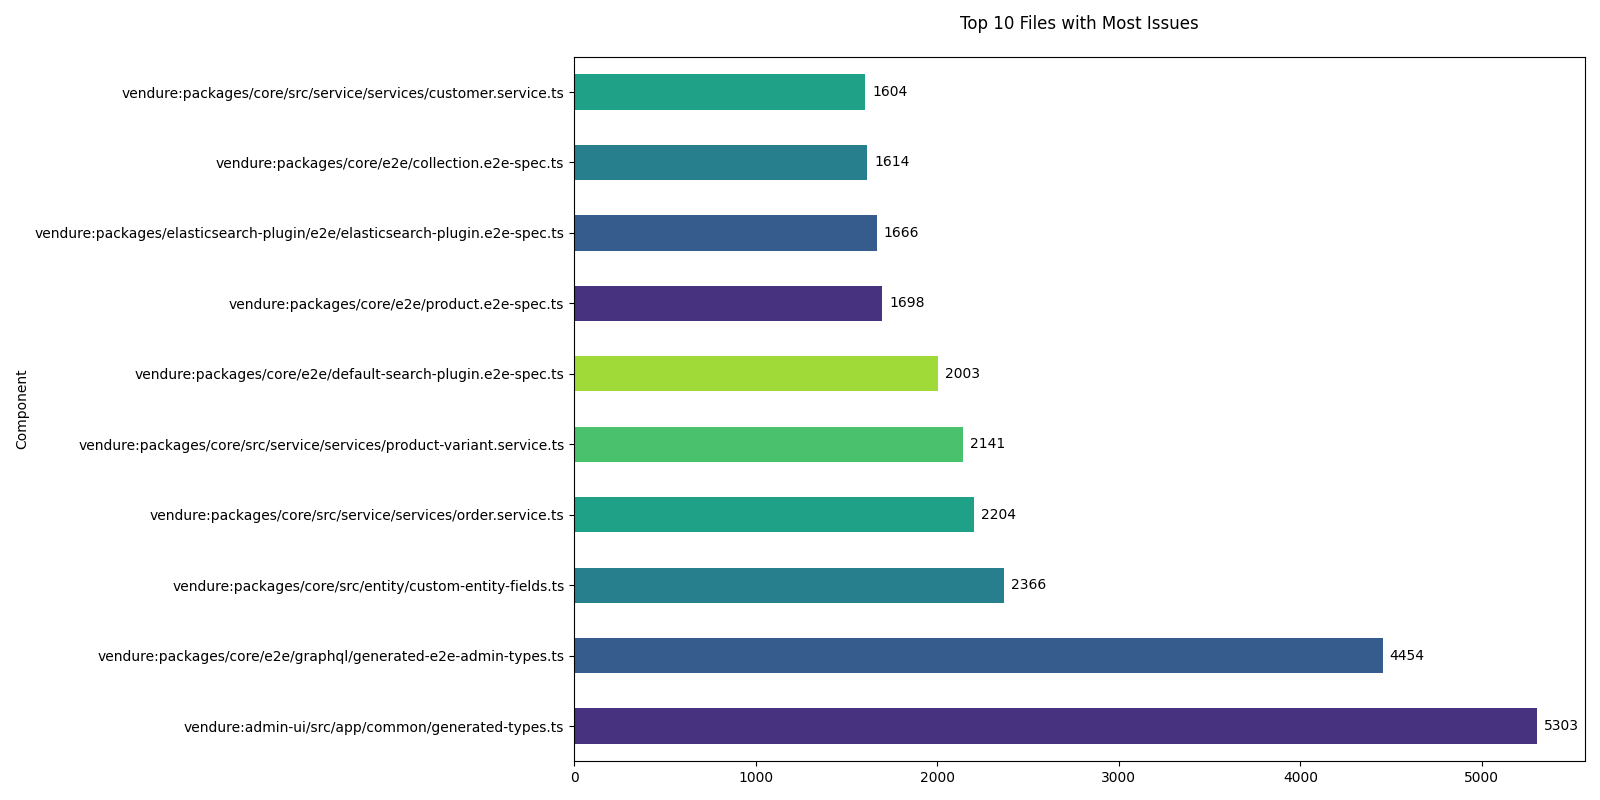 Top 10 Files with Most Issues
Component
vendure:packages/core/src/service/services/customer.service.ts 1604
vendure:packages/core/e2e/collection.e2e-spec.ts 1614
vendure:packages/elasticsearch-plugin/e2e/elasticsearch-plugin.e2e-spec.ts 1666
vendure:packages/core/e2e/product.e2e-spec.ts 1698
vendure:packages/core/e2e/default-search-plugin.e2e-spec.ts 2003
vendure:packages/core/src/service/services/product-variant.service.ts 2141
vendure:packages/core/src/service/services/order.service.ts 2204
vendure:packages/core/src/entity/custom-entity-fields.ts 2366
vendure:packages/core/e2e/graphql/generated-e2e-admin-types.ts 4454
vendure:admin-ui/src/app/common/generated-types.ts 5303
0 1000 2000 3000 4000 5000